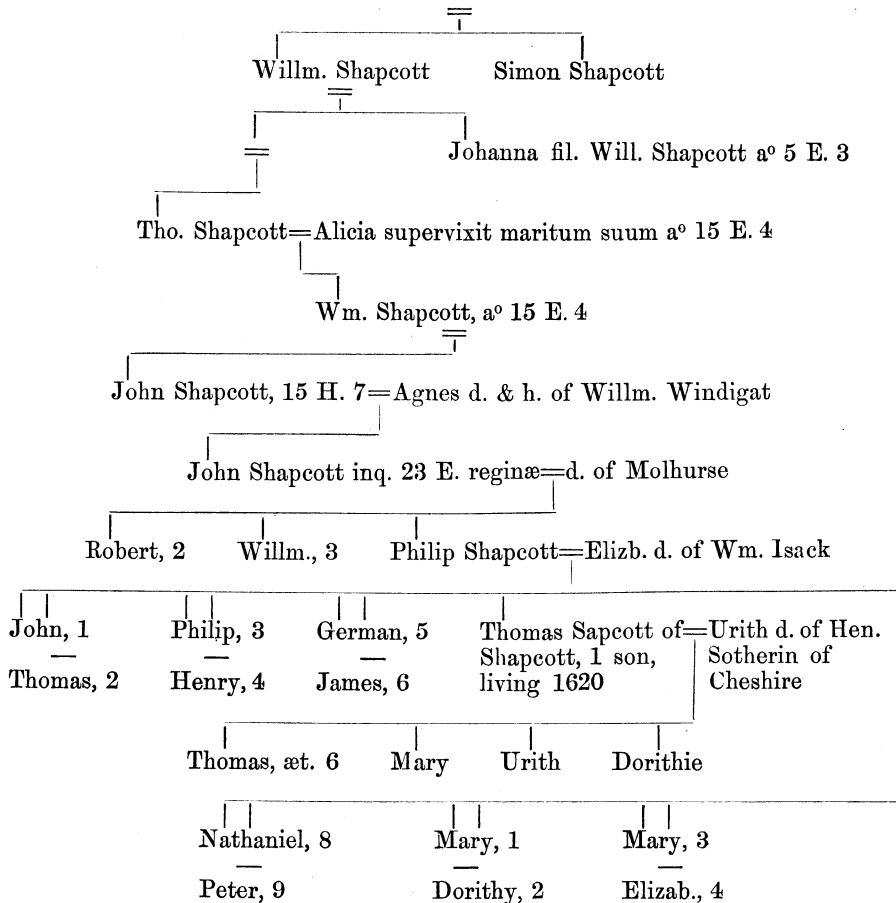 Willm. Shapcott Simon Shapcott
Johanna fil. Will. Shapcott aº 5 E. 3
Tho. Shapcott=Alicia supervixit maritum suum aº 15 E. 4
Wm. Shapcott, aº 15 E. 4
John Shapcott, 15 H. 7=Agnes d. & h. of Willm. Windigat
John Shapcott inq. 23 E. reginæ=d. of Molhurse
Robert, 2 Willm., 3 Philip Shapcott=Elizb. d. of Wm. Isack
John, 1 Philip, 3 German, 5 Thomas Sapcott of=Urith d. of Hen.
Shapcott, 1 son, Sotherin of
Thomas, 2 Henry, 4 James, 6 living 1620 Cheshire
Thomas, æt. 6 Mary Urith Dorithie
Nathaniel, 8 Mary, 1 Mary, 3
Peter, 9 Dorithy, 2 Elizab., 4